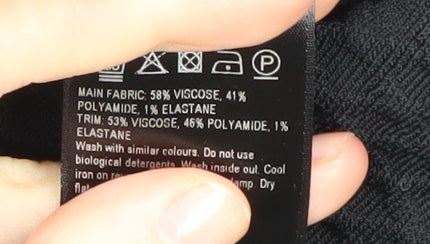 P
MAIN FABRIC: 58% VISCOSE, 41%
POLYAMIDE, 1% ELASTANE
TRIM: 53% VISCOSE, 46% POLYAMIDE, 1%
ELASTANE
Wash with similar colours. Do not use
biological detergents. Wash inside out. Cool
iron on Dry